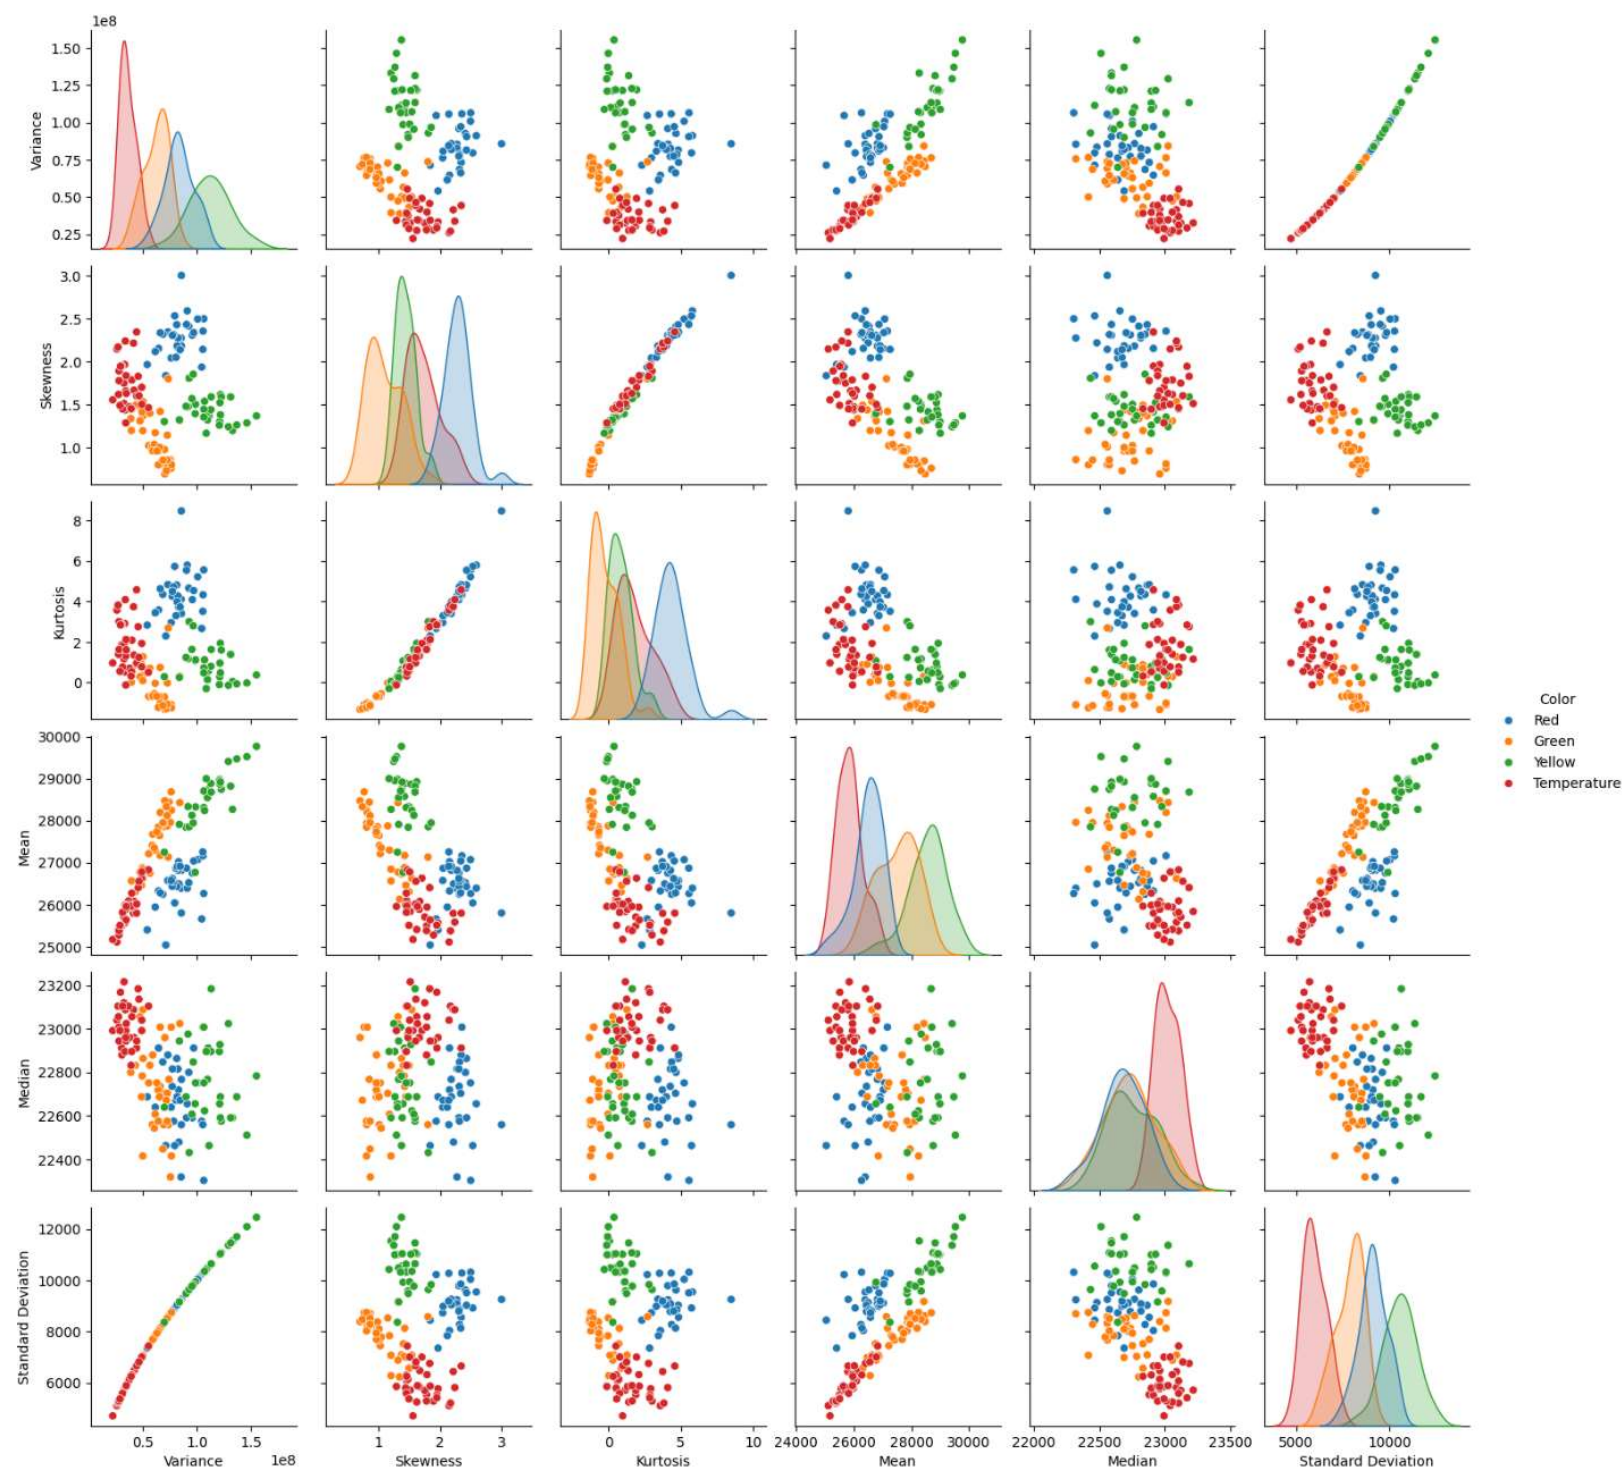 1e8
1.50
1.25
1.00
0.75
0.50
0.25
Variance
3.0
2.5
2.0
1.5
1.0
Skewness
8
6
4
2
0
Kurtosis
30000
29000
28000
27000
26000
25000
Mean
23200
23000
22800
22600
22400
Median
12000
10000
8000
6000
Standard Deviation
0.5 1.0 1.5
1e8
Variance
1 2 3
Skewness
0 5 10
Kurtosis
24000 26000 28000 30000
Mean
22000 22500 23000 23500
Median
5000 10000
Standard Deviation
Color
Red
Green
Yellow
Temperature